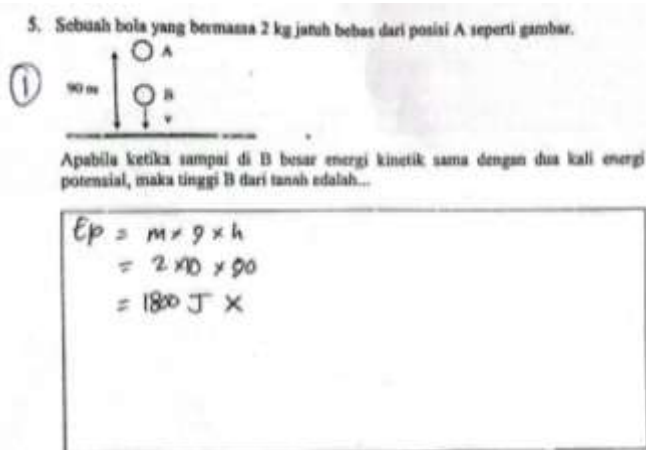 5. Sebuah bola yang bermassa 2 kg jatuh bebas dari posisi A seperti gambar.
A
1
90 m
B
v
Apabila ketika sampai di B besar energi kinetik sama dengan dua kali energi
potensial, maka tinggi B dari tanah adalah...
Ep = m × g × h
= 2 × 10 × 90
= 1800 J ×